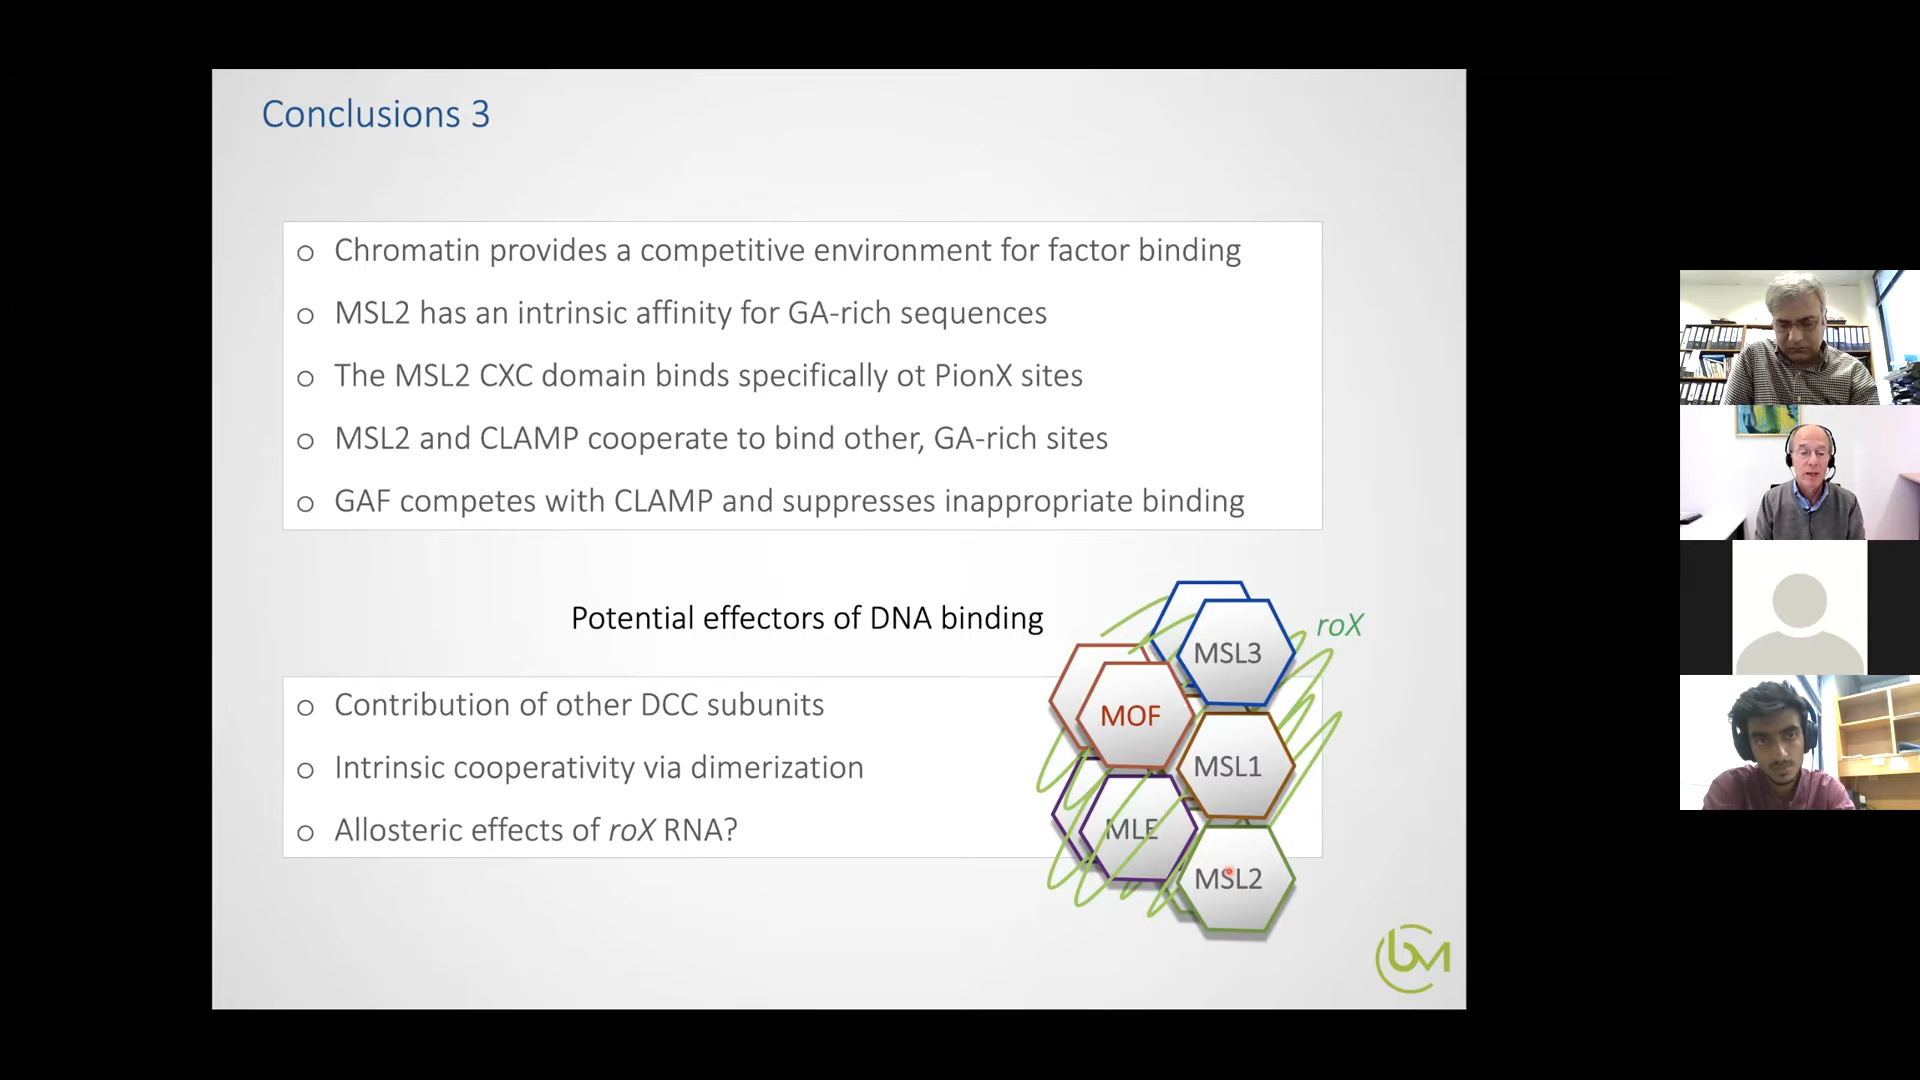 Conclusions 3
o Chromatin provides a competitive environment for factor binding
o MSL2 has an intrinsic affinity for GA-rich sequences
o The MSL2 CXC domain binds specifically ot PionX sites
o MSL2 and CLAMP cooperate to bind other, GA-rich sites
o GAF competes with CLAMP and suppresses inappropriate binding
Potential effectors of DNA binding
o Contribution of other DCC subunits
o Intrinsic cooperativity via dimerization
o Allosteric effects of roX RNA?
roX
MSL3
MOF
MSL1
MLE
MSL2
bM